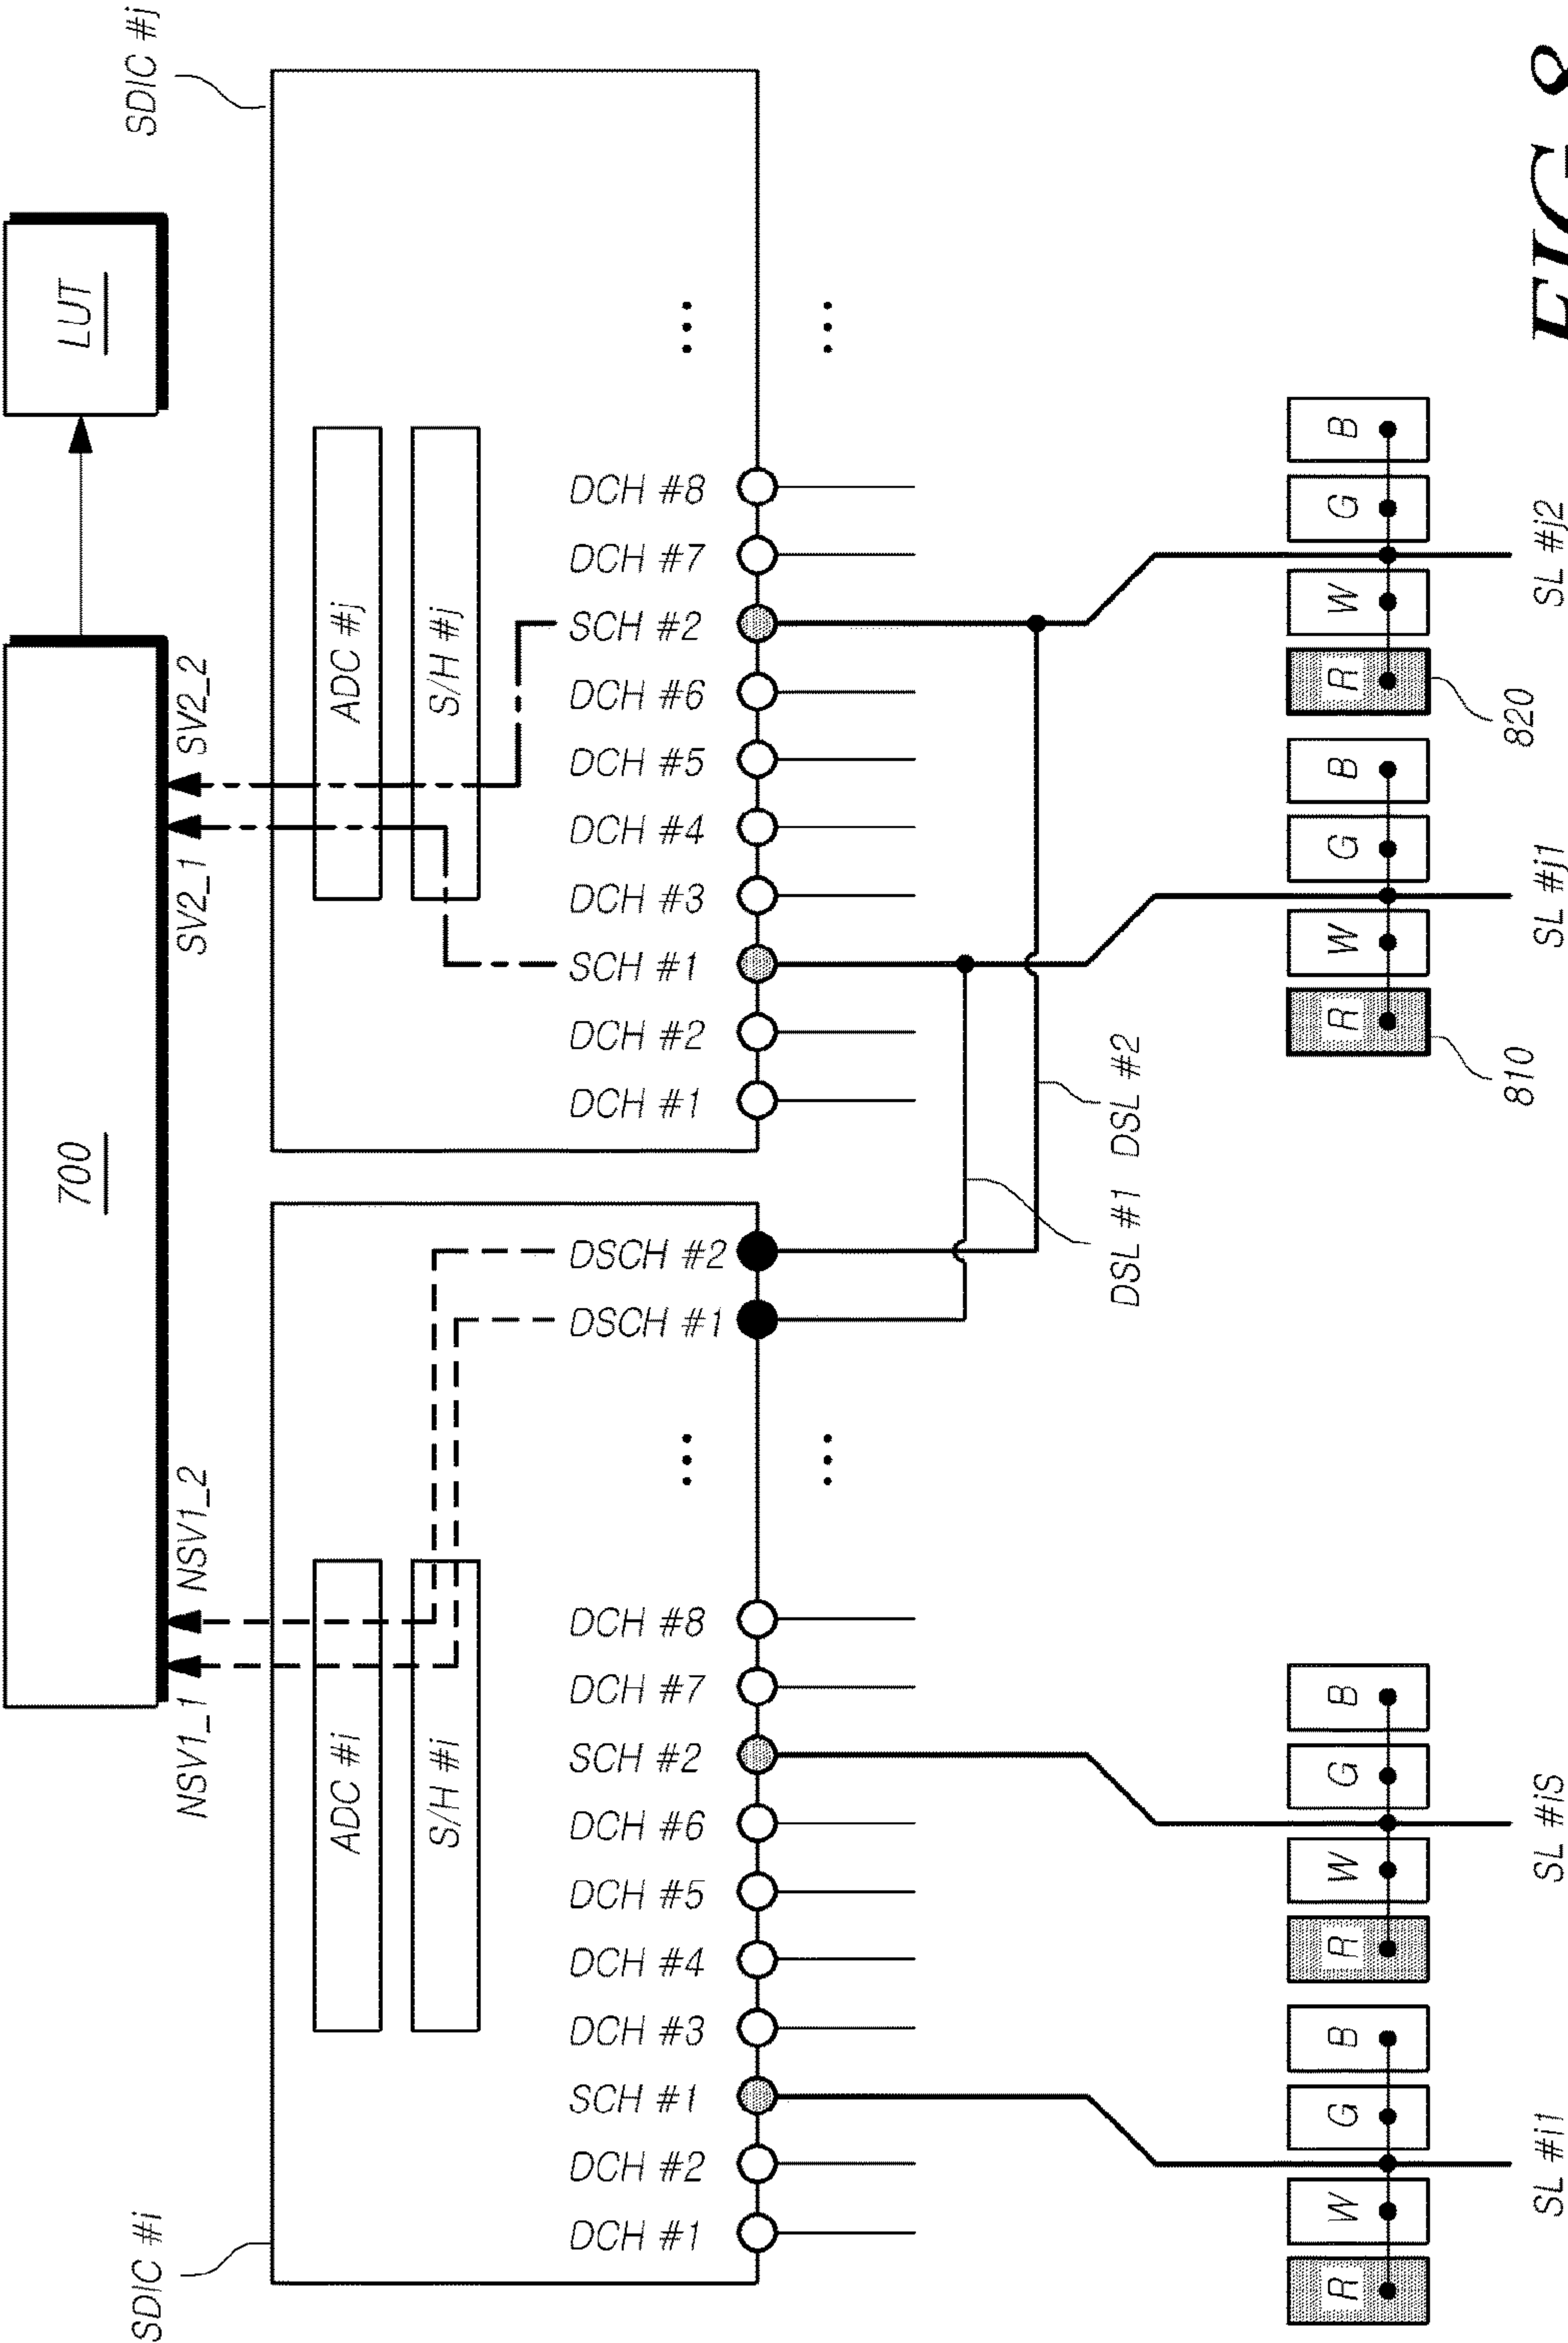 700
LUT
SDIC #i
SDIC #j
NSV1_1
NSV1_2
SV2_1
SV2_2
ADC #i
ADC #j
S/H #i
S/H #j
DCH #1
DCH #2
SCH #1
DCH #3
DCH #4
DCH #5
DCH #6
SCH #2
DCH #7
DCH #8
DSCH #1
DSCH #2
DCH #1
DCH #2
SCH #1
DCH #3
DCH #4
DCH #5
DCH #6
SCH #2
DCH #7
DCH #8
DSL #1
DSL #2
R
W
G
B
R
W
G
B
R
W
G
B
R
W
G
B
810
820
SL #i1
SL #iS
SL #j1
SL #j2
FIG 8